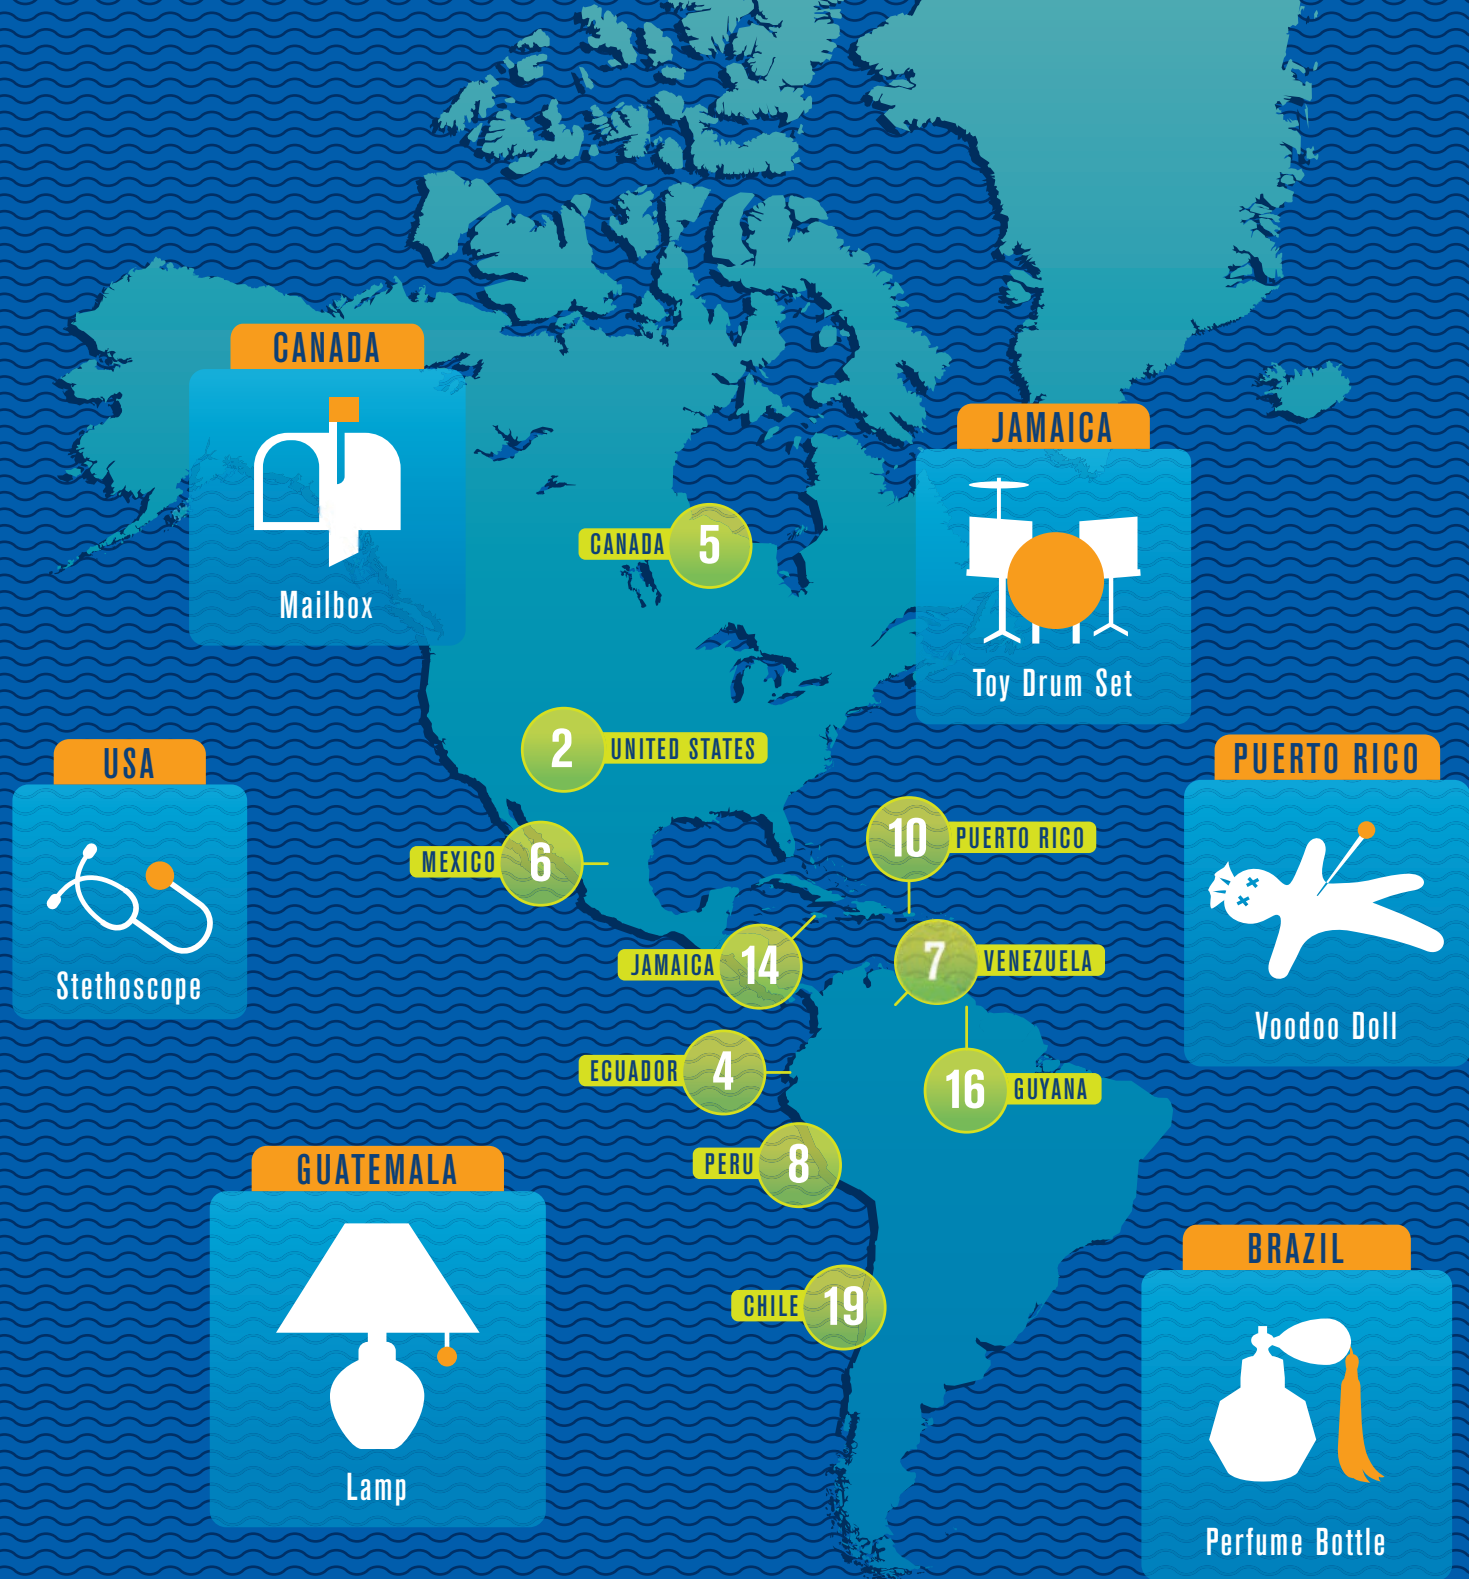 CANADA
Mailbox
JAMAICA
Toy Drum Set
CANADA 5
2 UNITED STATES
USA
Stethoscope
PUERTO RICO
Voodoo Doll
10 PUERTO RICO
MEXICO 6
JAMAICA 14
7 VENEZUELA
ECUADOR 4
16 GUYANA
PERU 8
GUATEMALA
Lamp
CHILE 19
BRAZIL
Perfume Bottle